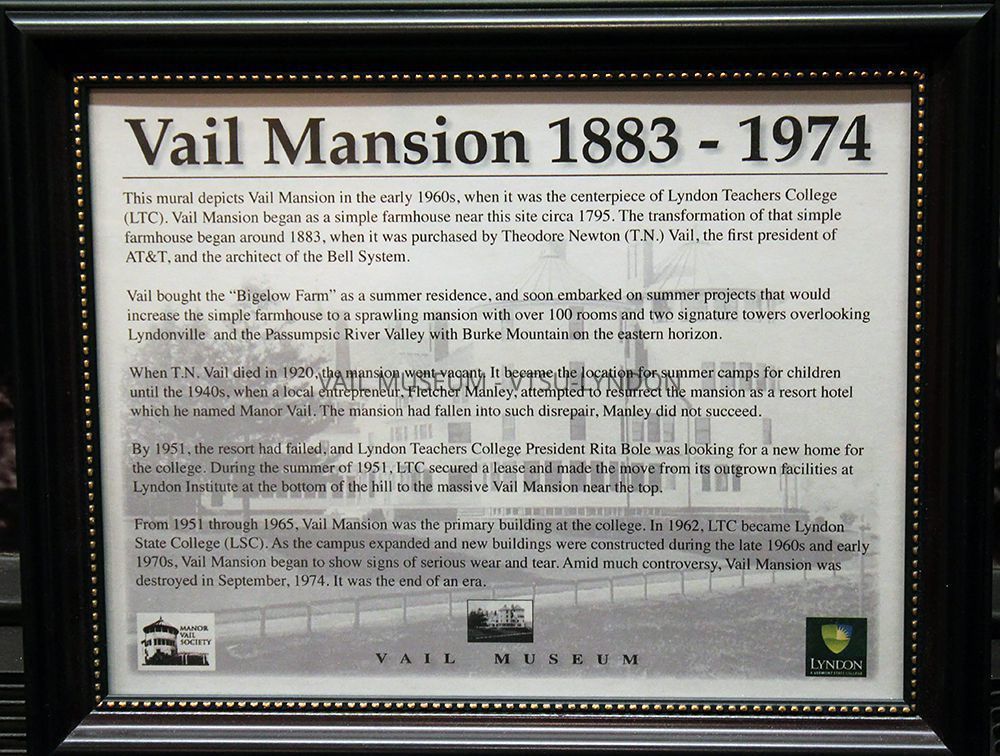 Vail Mansion 1883 - 1974
This mural depicts Vail Mansion in the early 1960s, when it was the centerpiece of Lyndon Teachers College
(LTC). Vail Mansion began as a simple farmhouse near this site circa 1795. The transformation of that simple
farmhouse began around 1883, when it was purchased by Theodore Newton (T.N.) Vail, the first president of
AT&T, and the architect of the Bell System.
Vail bought the “Bigelow Farm” as a summer residence, and soon embarked on summer projects that would
increase the simple farmhouse to a sprawling mansion with over 100 rooms and two signature towers overlooking
Lyndonville and the Passumpsic River Valley with Burke Mountain on the eastern horizon.
When T.N. Vail died in 1920, the mansion went vacant. It became the location for summer camps for children
VAIL MUSEUM - VTSU LYNDON
until the 1940s, when a local entrepreneur, Fletcher Manley, attempted to resurrect the mansion as a resort hotel
which he named Manor Vail. The mansion had fallen into such disrepair, Manley did not succeed.
By 1951, the resort had failed, and Lyndon Teachers College President Rita Bole was looking for a new home for
the college. During the summer of 1951, LTC secured a lease and made the move from its outgrown facilities at
Lyndon Institute at the bottom of the hill to the massive Vail Mansion near the top.
From 1951 through 1965, Vail Mansion was the primary building at the college. In 1962, LTC became Lyndon
State College (LSC). As the campus expanded and new buildings were constructed during the late 1960s and early
1970s, Vail Mansion began to show signs of serious wear and tear. Amid much controversy, Vail Mansion was
destroyed in September, 1974. It was the end of an era.
MANOR
VAIL
SOCIETY
VAIL MUSEUM
LYNDON
A VERMONT STATE COLLEGE